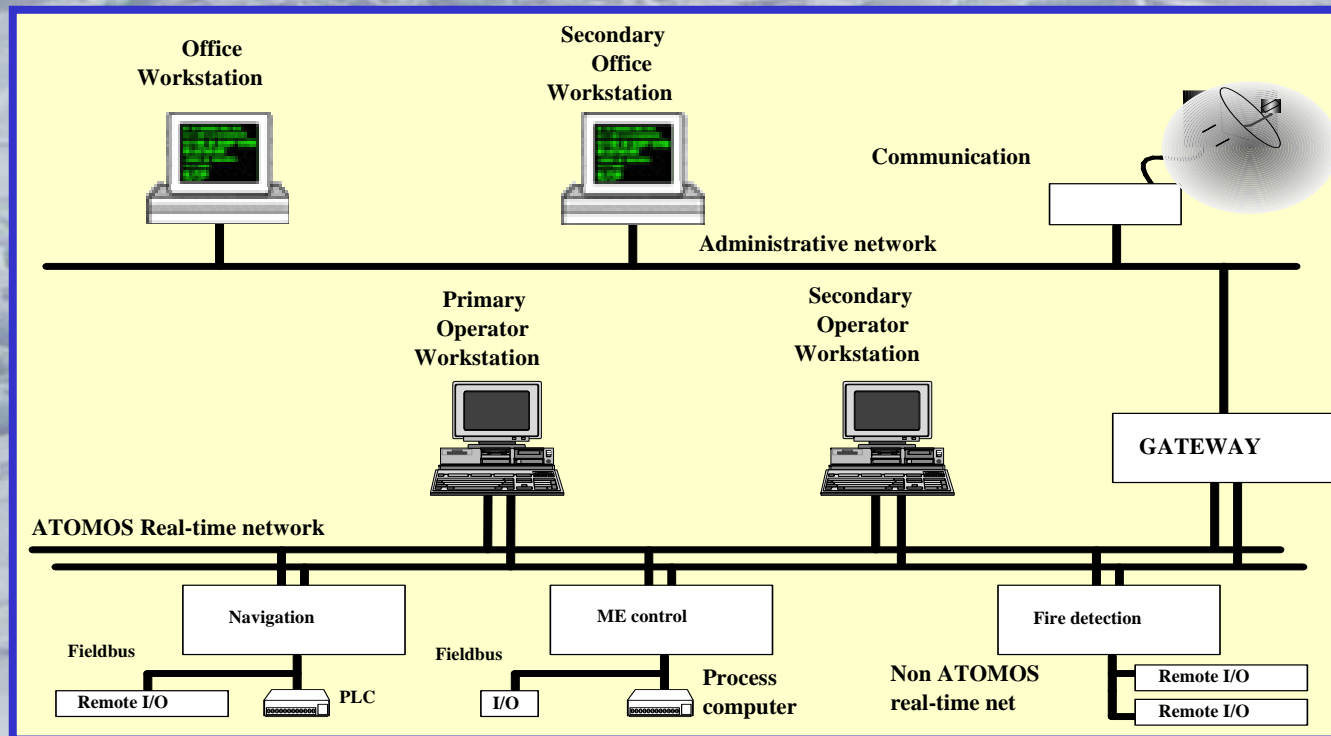 Office
Workstation
Secondary
Office
Workstation
Communication
Administrative network
Primary
Operator
Workstation
Secondary
Operator
Workstation
GATEWAY
ATOMOS Real-time network
Navigation
ME control
Fire detection
Fieldbus
Remote I/O
PLC
Fieldbus
I/O
Process
computer
Non ATOMOS
real-time net
Remote I/O
Remote I/O